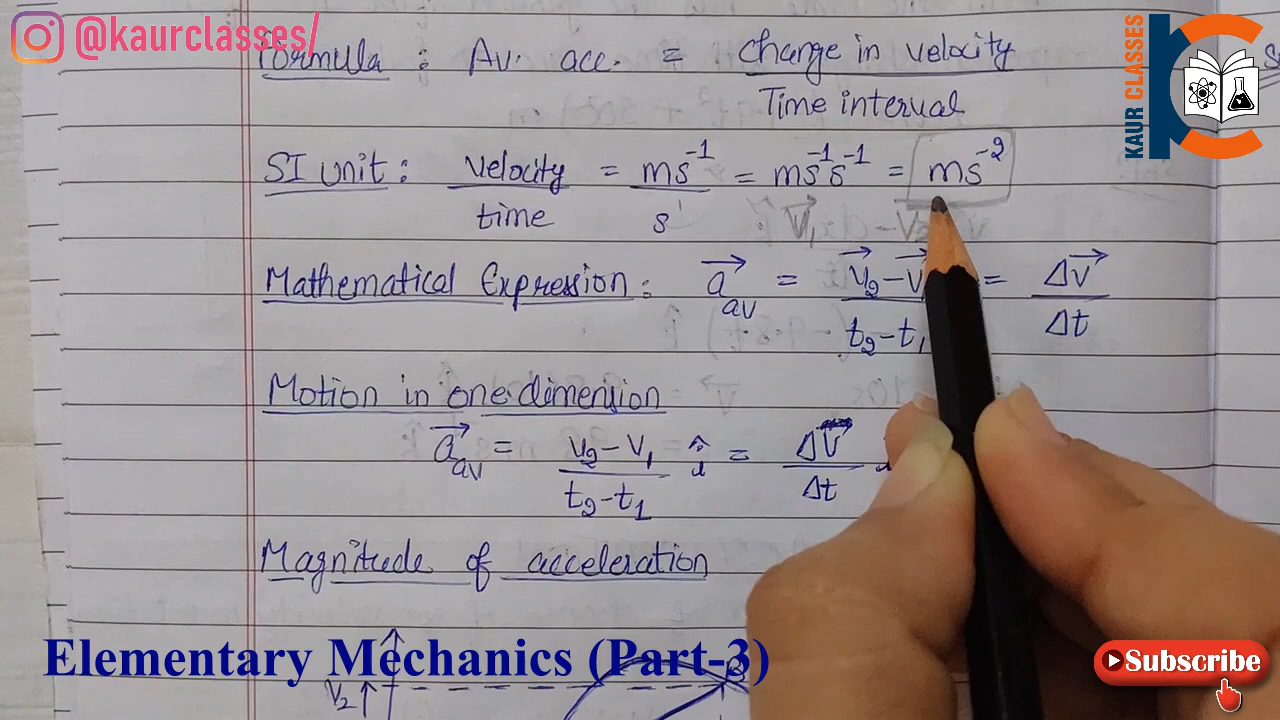 @kaurclasses/
KAUR CLASSES
Formula : Av. acc. = Change in velocity / Time interval
SI unit : velocity / time = ms⁻¹ / s = ms⁻¹s⁻¹ = ms⁻²
Mathematical Expression : a⃗av = v⃗₂ - v⃗ / t₂ - t₁ = Δv⃗ / Δt
Motion in one dimension
a⃗av = v₂ - v₁ / t₂ - t₁ î = Δv / Δt
Magnitude of acceleration
Elementary Mechanics (Part-3)
V₂
Subscribe